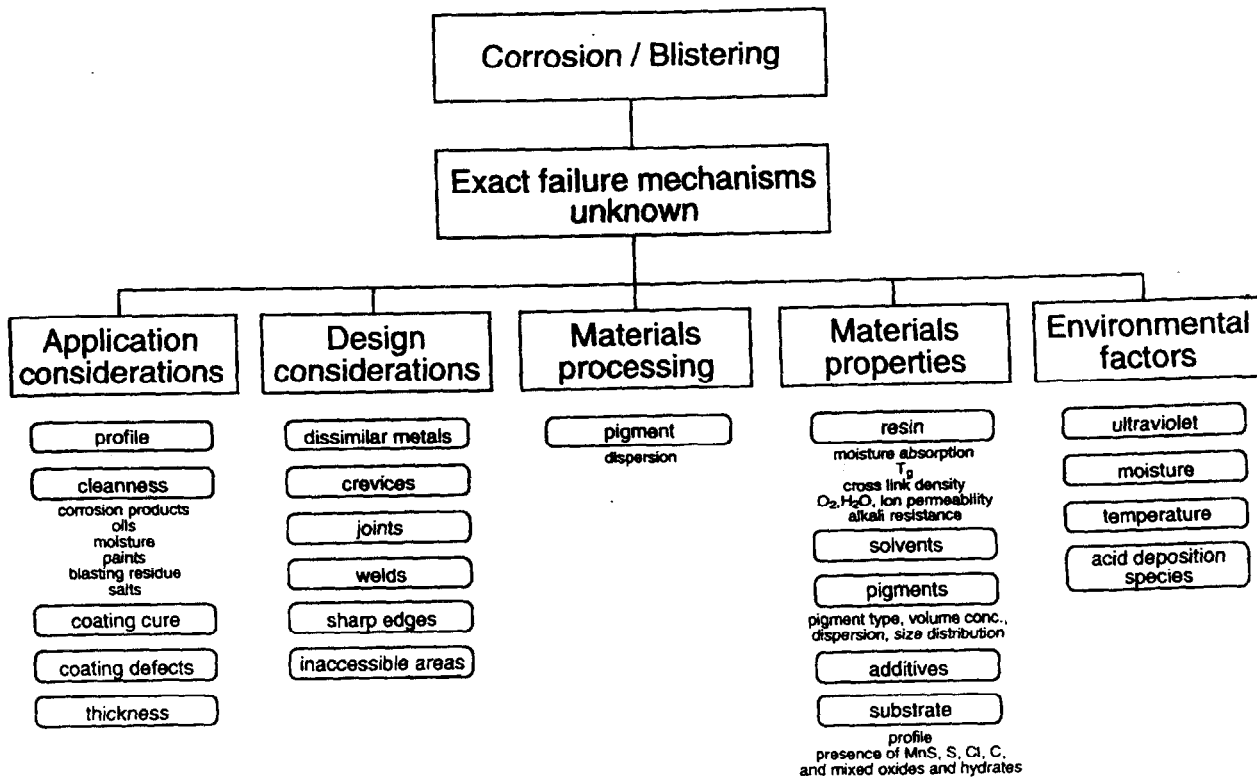 Corrosion / Blistering
Exact failure mechanisms
unknown
Application
considerations
profile
cleanness
corrosion products
oils
moisture
paints
blasting residue
salts
coating cure
coating defects
thickness
Design
considerations
dissimilar metals
crevices
joints
welds
sharp edges
inaccessible areas
Materials
processing
pigment
dispersion
Materials
properties
resin
moisture absorption
Tg
cross link density
O₂,H₂O, ion permeability
alkali resistance
solvents
pigments
pigment type, volume conc.,
dispersion, size distribution
additives
substrate
profile
presence of MnS, S, Cl, C,
and mixed oxides and hydrates
Environmental
factors
ultraviolet
moisture
temperature
acid deposition
species